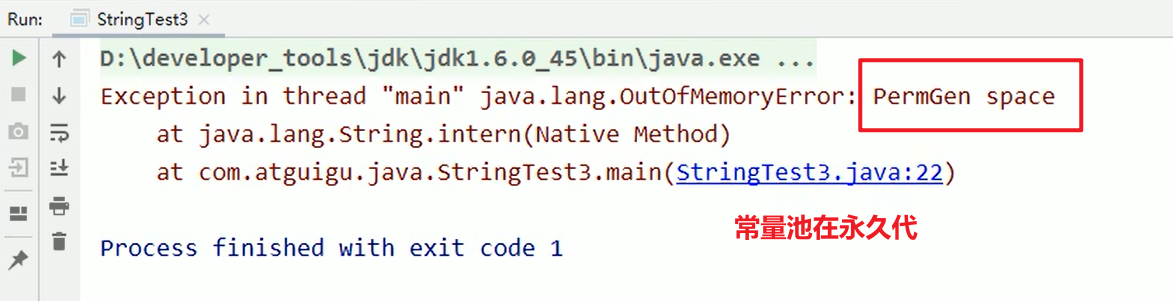 Run: StringTest3
D:\developer_tools\jdk\jdk1.6.0_45\bin\java.exe ...
Exception in thread "main" java.lang.OutOfMemoryError: PermGen space
at java.lang.String.intern(Native Method)
at com.atguigu.java.StringTest3.main(StringTest3.java:22)
常量池在永久代
Process finished with exit code 1